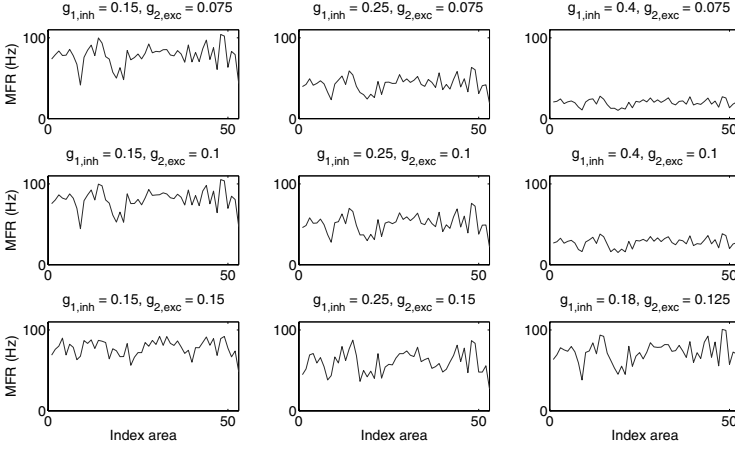 g1,inh = 0.15, g2,exc = 0.075
g1,inh = 0.25, g2,exc = 0.075
g1,inh = 0.4, g2,exc = 0.075
MFR (Hz)
100
0
0
50
100
0
0
50
100
0
0
50
g1,inh = 0.15, g2,exc = 0.1
g1,inh = 0.25, g2,exc = 0.1
g1,inh = 0.4, g2,exc = 0.1
MFR (Hz)
100
0
0
50
100
0
0
50
100
0
0
50
g1,inh = 0.15, g2,exc = 0.15
g1,inh = 0.25, g2,exc = 0.15
g1,inh = 0.18, g2,exc = 0.125
MFR (Hz)
100
0
0
50
100
0
0
50
100
0
0
50
Index area
Index area
Index area